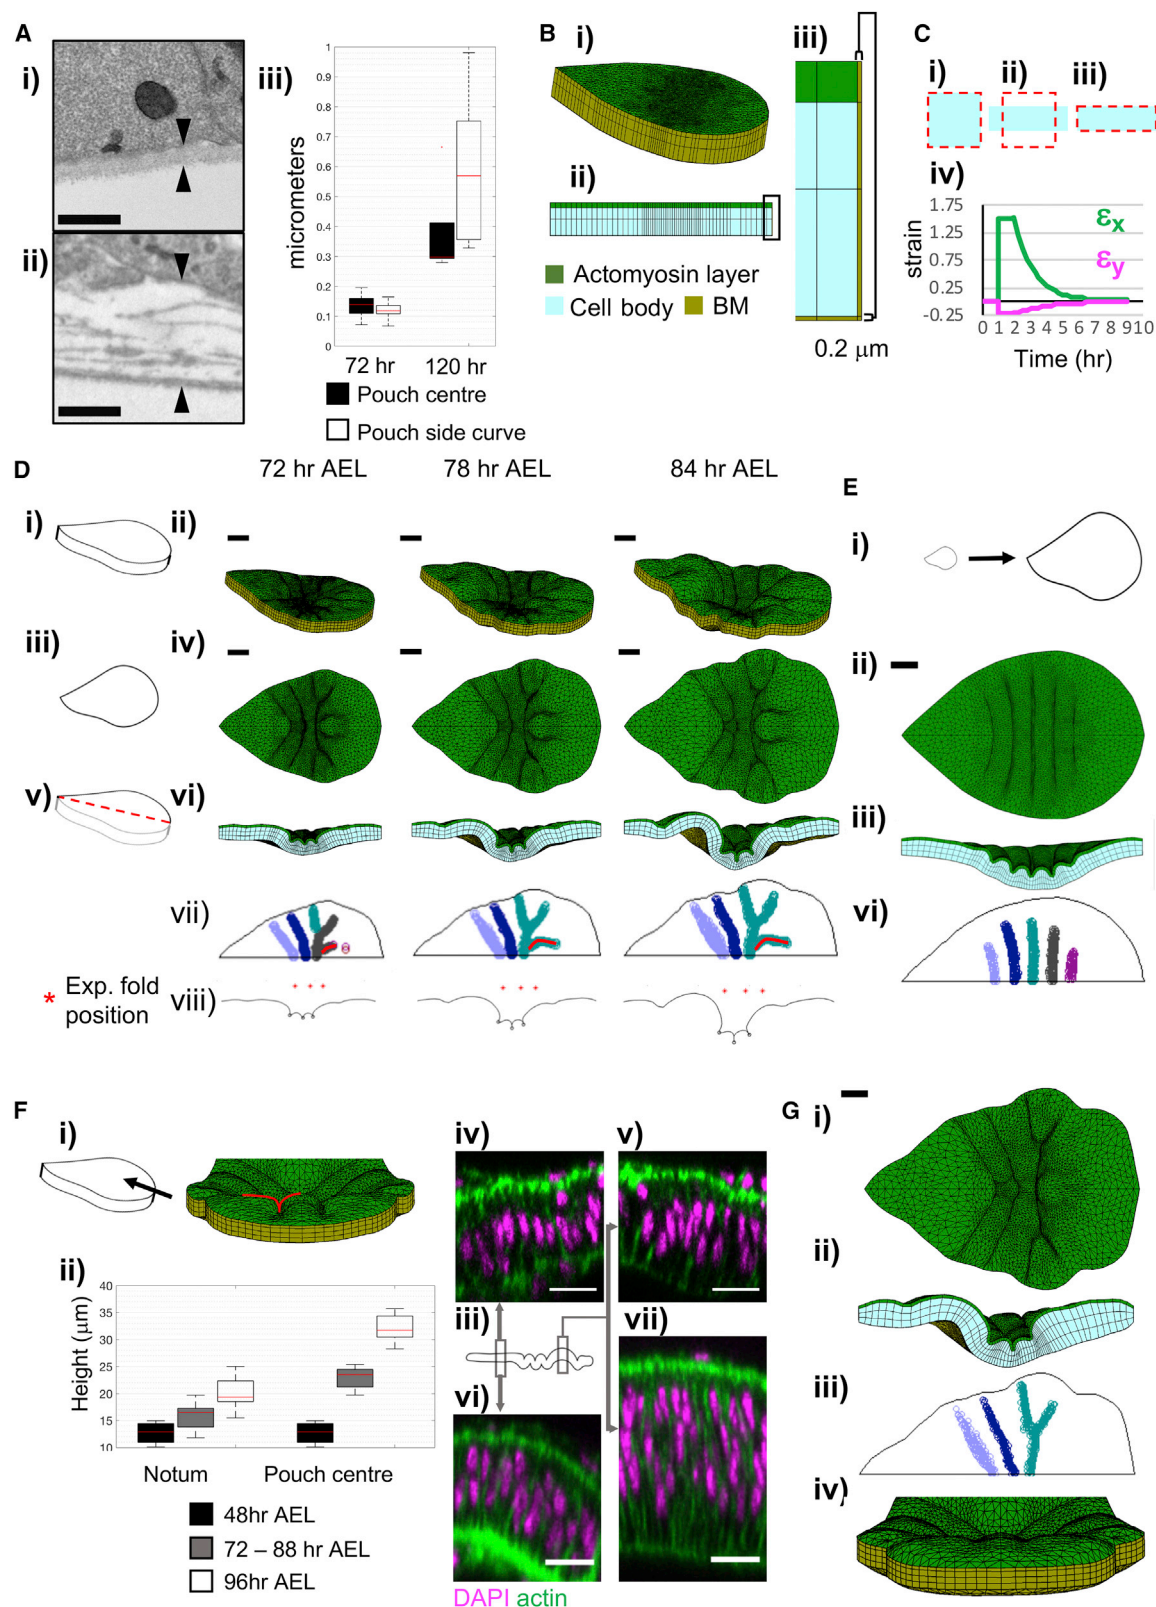 A
i)
ii)
iii)
micrometers
1
0.9
0.8
0.7
0.6
0.5
0.4
0.3
0.2
0.1
0
72 hr
120 hr
Pouch centre
Pouch side curve
B
i)
ii)
iii)
Actomyosin layer
Cell body
BM
0.2 μm
C
i)
ii)
iii)
iv)
strain
1.75
1.25
0.75
0.25
-0.25
εx
εy
0 1 2 3 4 5 6 7 8 9 10
Time (hr)
D
72 hr AEL
78 hr AEL
84 hr AEL
i)
ii)
iii)
iv)
v)
vi)
vii)
* Exp. fold
position
viii)
E
i)
ii)
iii)
vi)
F
i)
ii)
Height (μm)
40
35
30
25
20
15
10
Notum
Pouch centre
48hr AEL
72 – 88 hr AEL
96hr AEL
iii)
iv)
v)
vi)
vii)
DAPI actin
G
i)
ii)
iii)
iv)